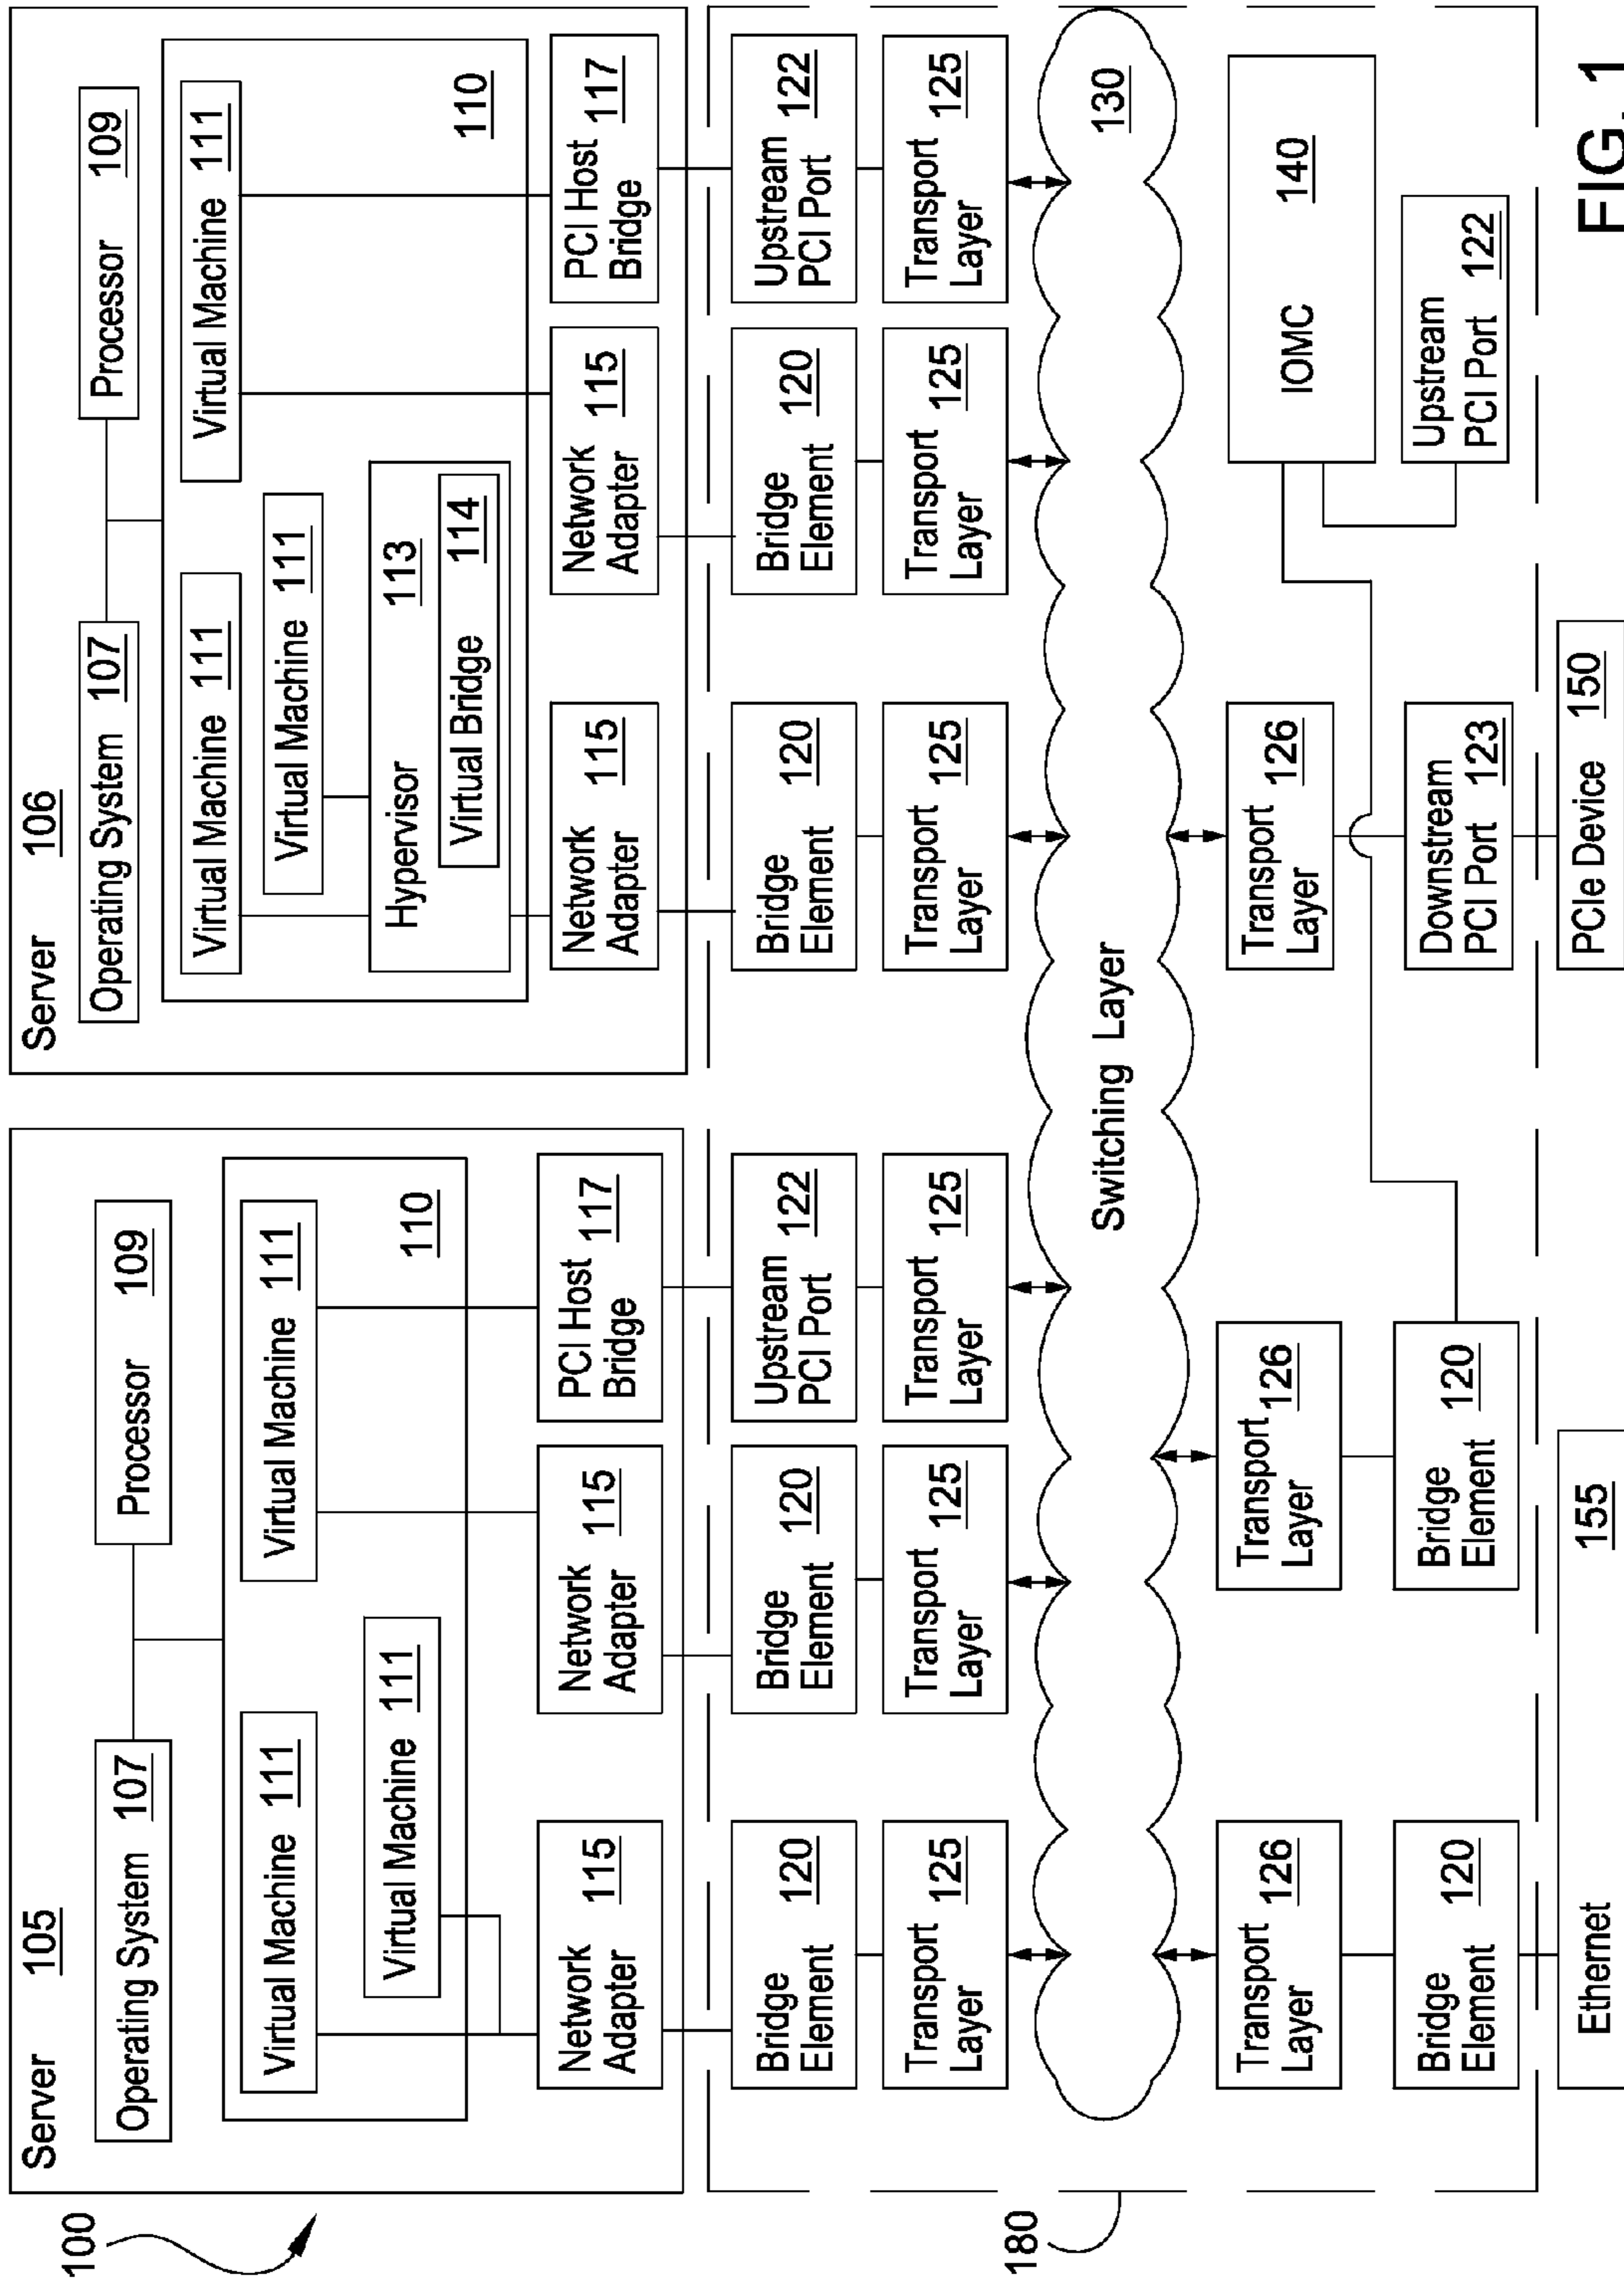 100
Server 105
Operating System 107
Processor 109
Virtual Machine 111
Virtual Machine 111
Virtual Machine 111
110
Network
Adapter 115
Network
Adapter 115
PCI Host
Bridge 117
Server 106
Operating System 107
Processor 109
Virtual Machine 111
Virtual Machine 111
Virtual Machine 111
Hypervisor 113
Virtual Bridge 114
110
Network
Adapter 115
Network
Adapter 115
PCI Host
Bridge 117
180
Bridge
Element 120
Bridge
Element 120
Upstream
PCI Port 122
Bridge
Element 120
Bridge
Element 120
Upstream
PCI Port 122
Transport
Layer 125
Transport
Layer 125
Transport
Layer 125
Transport
Layer 125
Transport
Layer 125
Transport
Layer 125
Switching Layer 130
Transport
Layer 126
Transport
Layer 126
Transport
Layer 126
IOMC 140
Bridge
Element 120
Bridge
Element 120
Downstream
PCI Port 123
Upstream
PCI Port 122
Ethernet 155
PCIe Device 150
FIG. 1